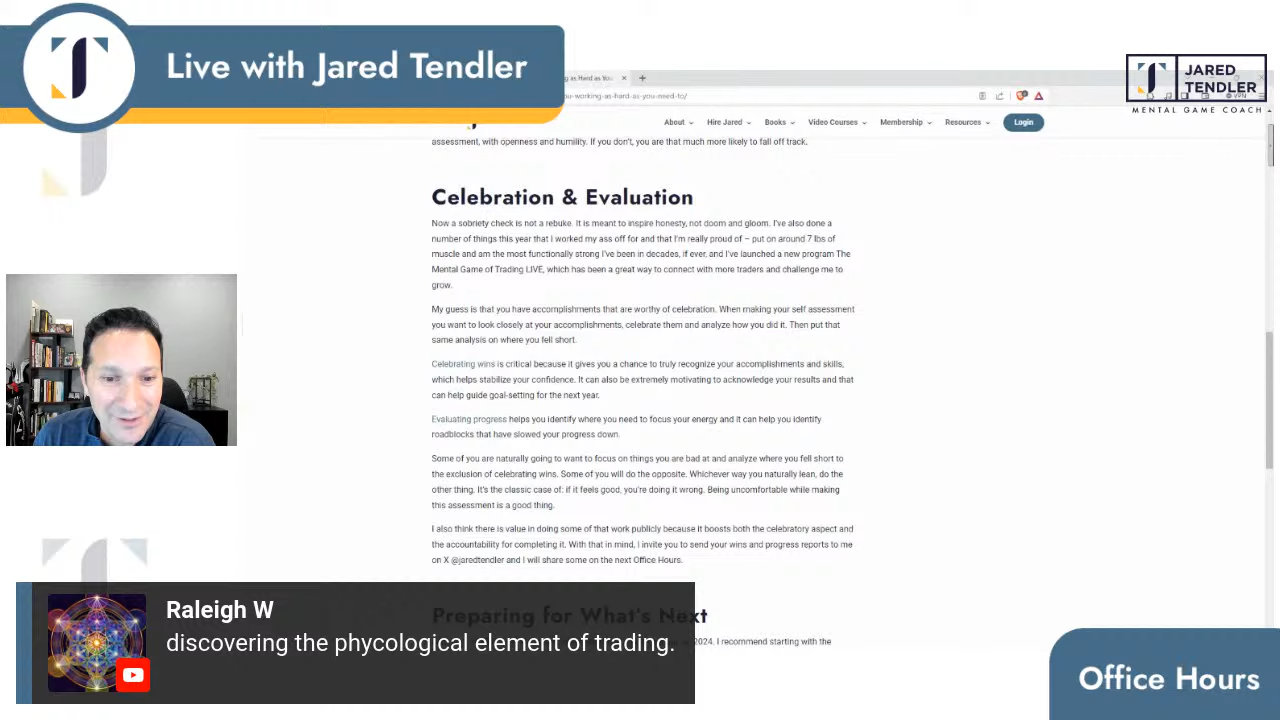 Live with Jared Tendler
JARED
TENDLER
MENTAL GAME COACH
ng as Hard as You
u-working-as-hard-as-you-need-to/
VPN
About
Hire Jared
Books
Video Courses
Membership
Resources
Login
assessment, with openness and humility. If you don't, you are that much more likely to fall off track.
Celebration & Evaluation
Now a sobriety check is not a rebuke. It is meant to inspire honesty, not doom and gloom. I've also done a
number of things this year that I worked my ass off for and that I'm really proud of – put on around 7 lbs of
muscle and am the most functionally strong I've been in decades, if ever, and I've launched a new program The
Mental Game of Trading LIVE, which has been a great way to connect with more traders and challenge me to
grow.
My guess is that you have accomplishments that are worthy of celebration. When making your self assessment
you want to look closely at your accomplishments, celebrate them and analyze how you did it. Then put that
same analysis on where you fell short.
Celebrating wins is critical because it gives you a chance to truly recognize your accomplishments and skills,
which helps stabilize your confidence. It can also be extremely motivating to acknowledge your results and that
can help guide goal-setting for the next year.
Evaluating progress helps you identify where you need to focus your energy and it can help you identify
roadblocks that have slowed your progress down.
Some of you are naturally going to want to focus on things you are bad at and analyze where you fell short to
the exclusion of celebrating wins. Some of you will do the opposite. Whichever way you naturally lean, do the
other thing. It's the classic case of: if it feels good, you're doing it wrong. Being uncomfortable while making
this assessment is a good thing.
I also think there is value in doing some of that work publicly because it boosts both the celebratory aspect and
the accountability for completing it. With that in mind, I invite you to send your wins and progress reports to me
on X @jaredtendler and I will share some on the next Office Hours.
Preparing for What's Next
2024. I recommend starting with the
Raleigh W
discovering the phycological element of trading.
Office Hours